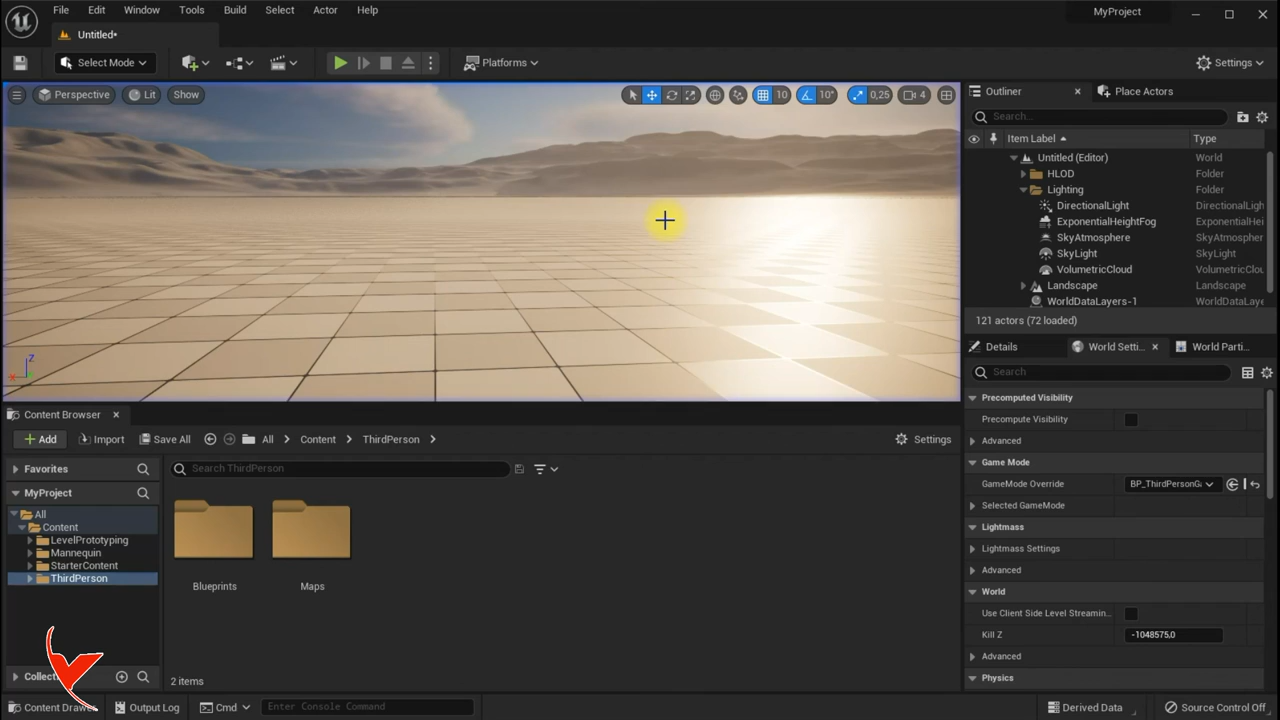 File Edit Window Tools Build Select Actor Help
MyProject
Untitled•
Select Mode
Platforms
Settings
Perspective
Lit
Show
10
10°
0,25
4
Outliner
Place Actors
Search...
Item Label
Type
Untitled (Editor) World
HLOD Folder
Lighting Folder
DirectionalLight DirectionalLig
ExponentialHeightFog ExponentialHei
SkyAtmosphere SkyAtmospher
SkyLight SkyLight
VolumetricCloud VolumetricClou
Landscape Landscape
WorldDataLayers-1 WorldDataLaye
121 actors (72 loaded)
Details
World Setti...
World Parti...
Search
Precomputed Visibility
Precompute Visibility
Advanced
Game Mode
GameMode Override BP_ThirdPersonGa
Selected GameMode
Lightmass
Lightmass Settings
Advanced
World
Use Client Side Level Streamin...
Kill Z -1048575,0
Advanced
Physics
Z
X
Content Browser
Add
Import
Save All
All
Content
ThirdPerson
Settings
Favorites
Search ThirdPerson
MyProject
All
Content
LevelPrototyping
Mannequin
StarterContent
ThirdPerson
Blueprints
Maps
2 items
Output Log
Cmd
Enter Console Command
Derived Data
Source Control Off